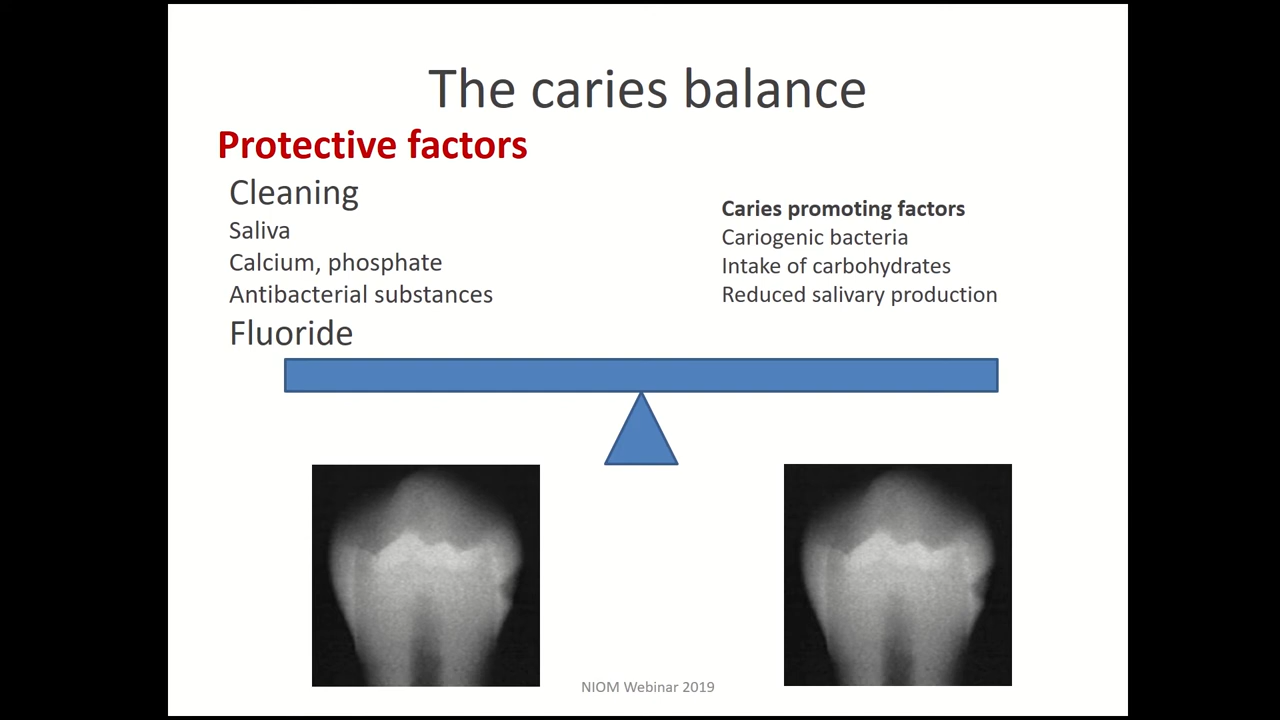 The caries balance
Protective factors
Cleaning
Saliva
Calcium, phosphate
Antibacterial substances
Fluoride
Caries promoting factors
Cariogenic bacteria
Intake of carbohydrates
Reduced salivary production
NIOM Webinar 2019